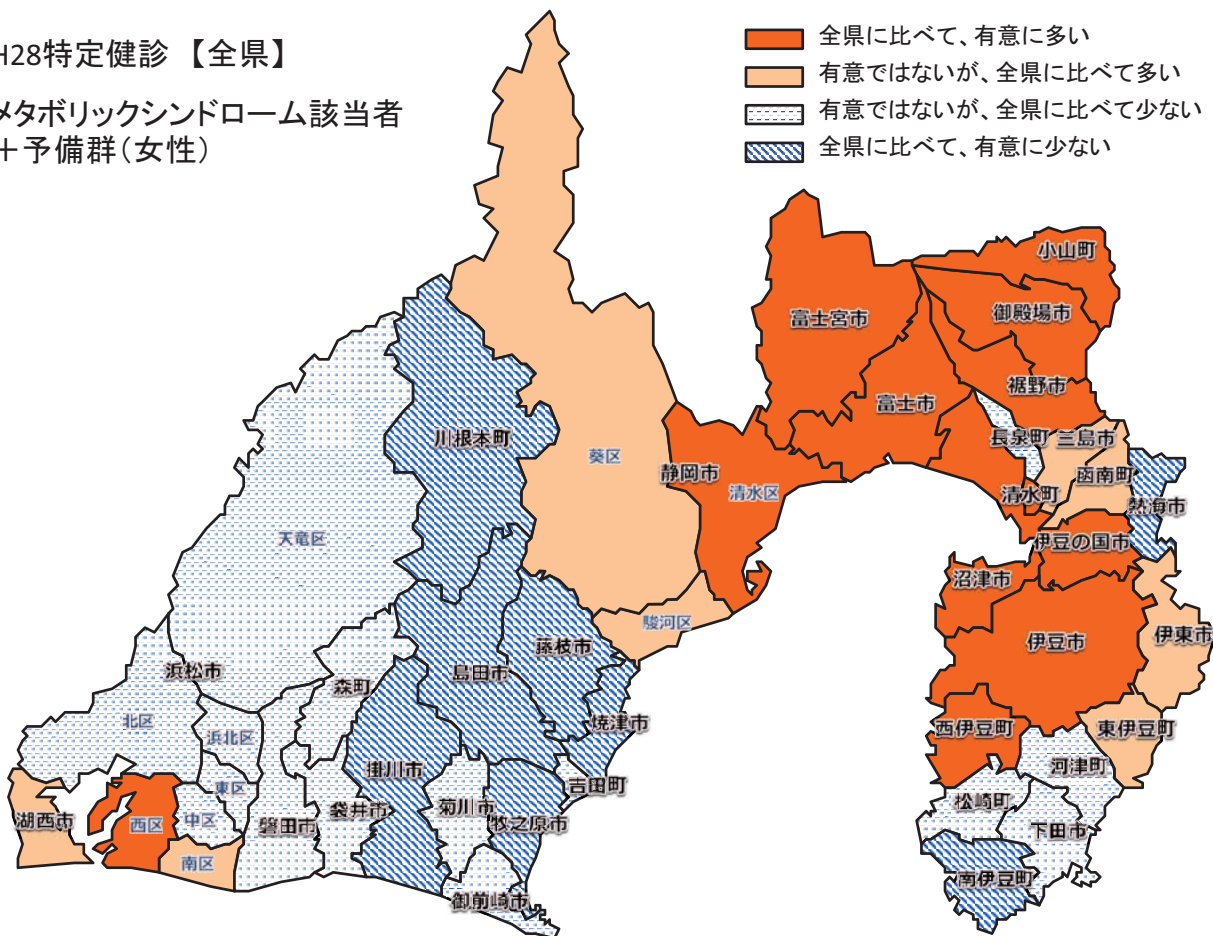 H28特定健診 【全県】
メタボリックシンドローム該当者
＋予備群(女性)
全県に比べて、有意に多い
有意ではないが、全県に比べて多い
有意ではないが、全県に比べて少ない
全県に比べて、有意に少ない
小山町
御殿場市
富士宮市
裾野市
富士市
長泉町
三島市
川根本町
葵区
静岡市
函南町
清水区
清水町
熱海市
天竜区
伊豆の国市
沼津市
駿河区
伊東市
伊豆市
藤枝市
浜松市
島田市
森町
北区
焼津市
西伊豆町
東伊豆町
浜北区
掛川市
河津町
東区
吉田町
湖西市
西区
中区
磐田市
袋井市
菊川市
牧之原市
松崎町
下田市
南区
南伊豆町
御前崎市